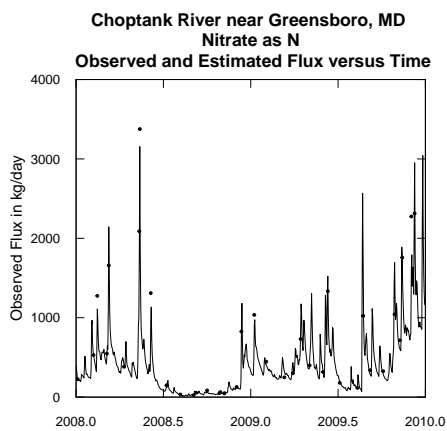 Choptank River near Greensboro, MD
Nitrate as N
Observed and Estimated Flux versus Time
Observed Flux in kg/day
4000
3000
2000
1000
0
2008.0 2008.5 2009.0 2009.5 2010.0